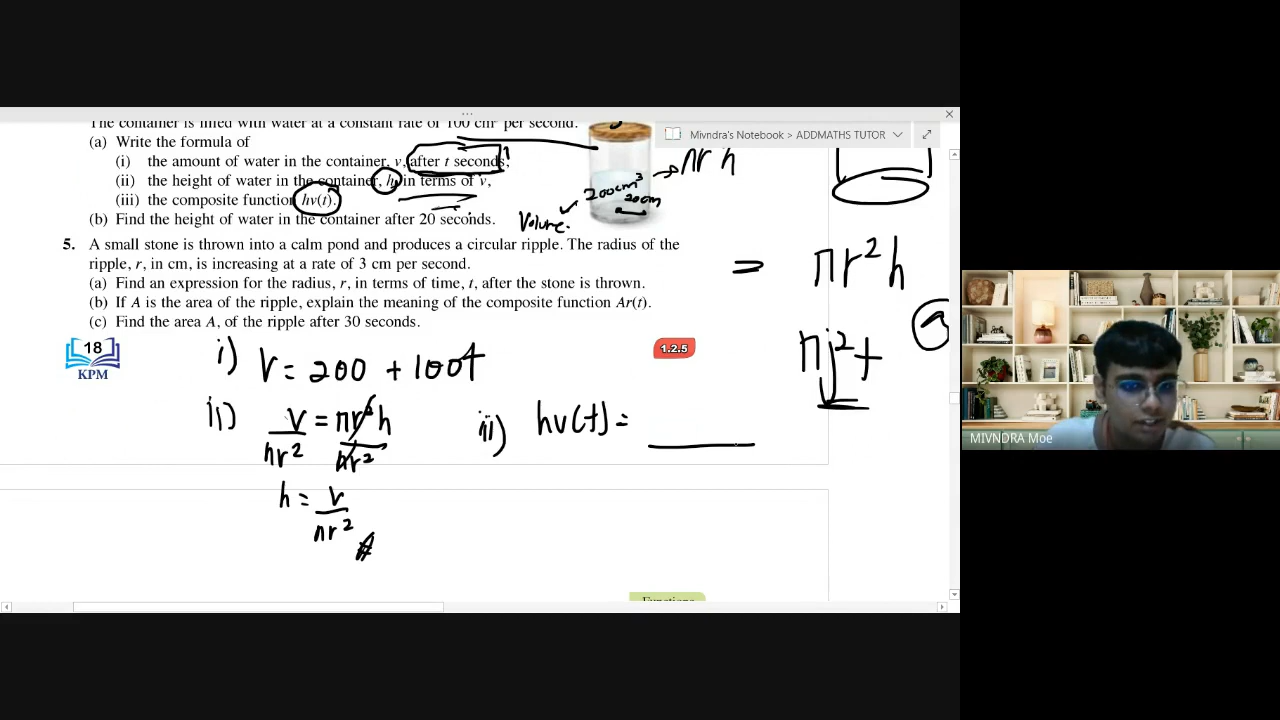 The container is filled with water at a constant rate of 100 cm³ per second.
(a) Write the formula of
(i) the amount of water in the container, v, after t seconds,
(ii) the height of water in the container, h, in terms of v,
(iii) the composite function hv(t).
(b) Find the height of water in the container after 20 seconds.
5. A small stone is thrown into a calm pond and produces a circular ripple. The radius of the
ripple, r, in cm, is increasing at a rate of 3 cm per second.
(a) Find an expression for the radius, r, in terms of time, t, after the stone is thrown.
(b) If A is the area of the ripple, explain the meaning of the composite function Ar(t).
(c) Find the area A, of the ripple after 30 seconds.
18
KPM
1.2.5
Mivndra's Notebook > ADDMATHS TUTOR
πr h
200cm³
20cm
Volume.
= πr²h
πj²t
i) V = 200 + 100t
ii) v = πr²h
πr² πr²
h = v
πr²
iii) hv(t) =
Functions
MIVNDRA Moe